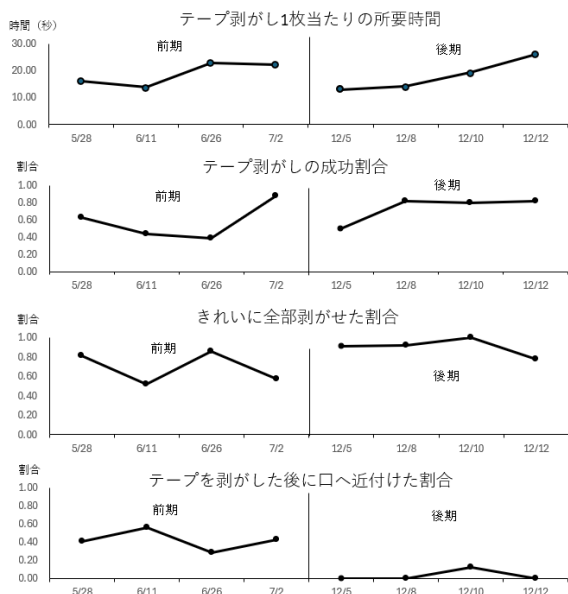 テープ剥がし1枚当たりの所要時間
時間（秒）
前期
後期
30.00
20.00
10.00
0.00
5/28 6/11 6/26 7/2 12/5 12/8 12/10 12/12
テープ剥がしの成功割合
割合
前期
後期
1.00
0.80
0.60
0.40
0.20
0.00
5/28 6/11 6/26 7/2 12/5 12/8 12/10 12/12
きれいに全部剥がせた割合
割合
前期
後期
1.00
0.80
0.60
0.40
0.20
0.00
5/28 6/11 6/26 7/2 12/5 12/8 12/10 12/12
テープを剥がした後に口へ近付けた割合
割合
前期
後期
1.00
0.80
0.60
0.40
0.20
0.00
5/28 6/11 6/26 7/2 12/5 12/8 12/10 12/12